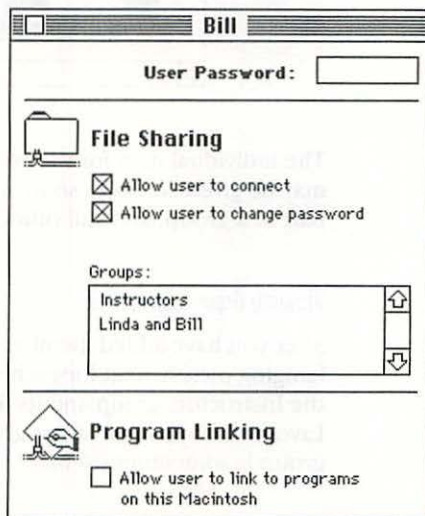 Bill
User Password:
File Sharing
Allow user to connect
Allow user to change password
Groups:
Instructors
Linda and Bill
Program Linking
Allow user to link to programs
on this Macintosh